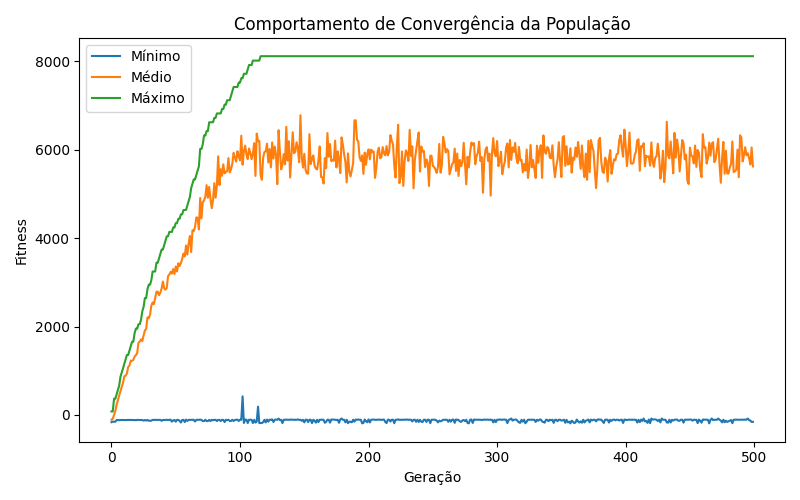 Comportamento de Convergência da População
Mínimo
Médio
Máximo
Fitness
8000
6000
4000
2000
0
0 100 200 300 400 500
Geração